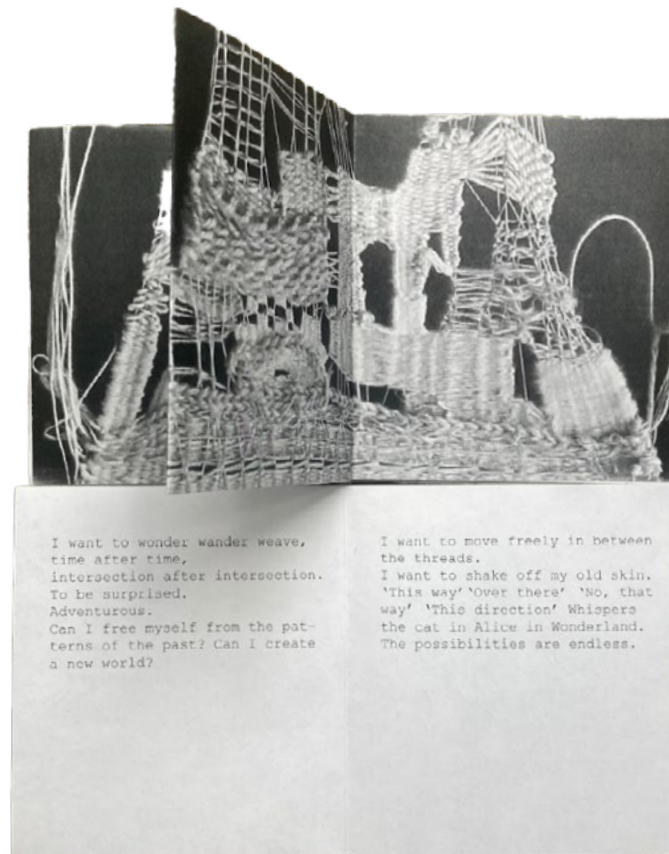 I want to wonder wander weave,
time after time,
intersection after intersection.
To be surprised.
Adventurous.
Can I free myself from the pat-
terns of the past? Can I create
a new world?
I want to move freely in between
the threads.
I want to shake off my old skin.
'This way' 'Over there' 'No, that
way' 'This direction' Whispers
the cat in Alice in Wonderland.
The possibilities are endless.